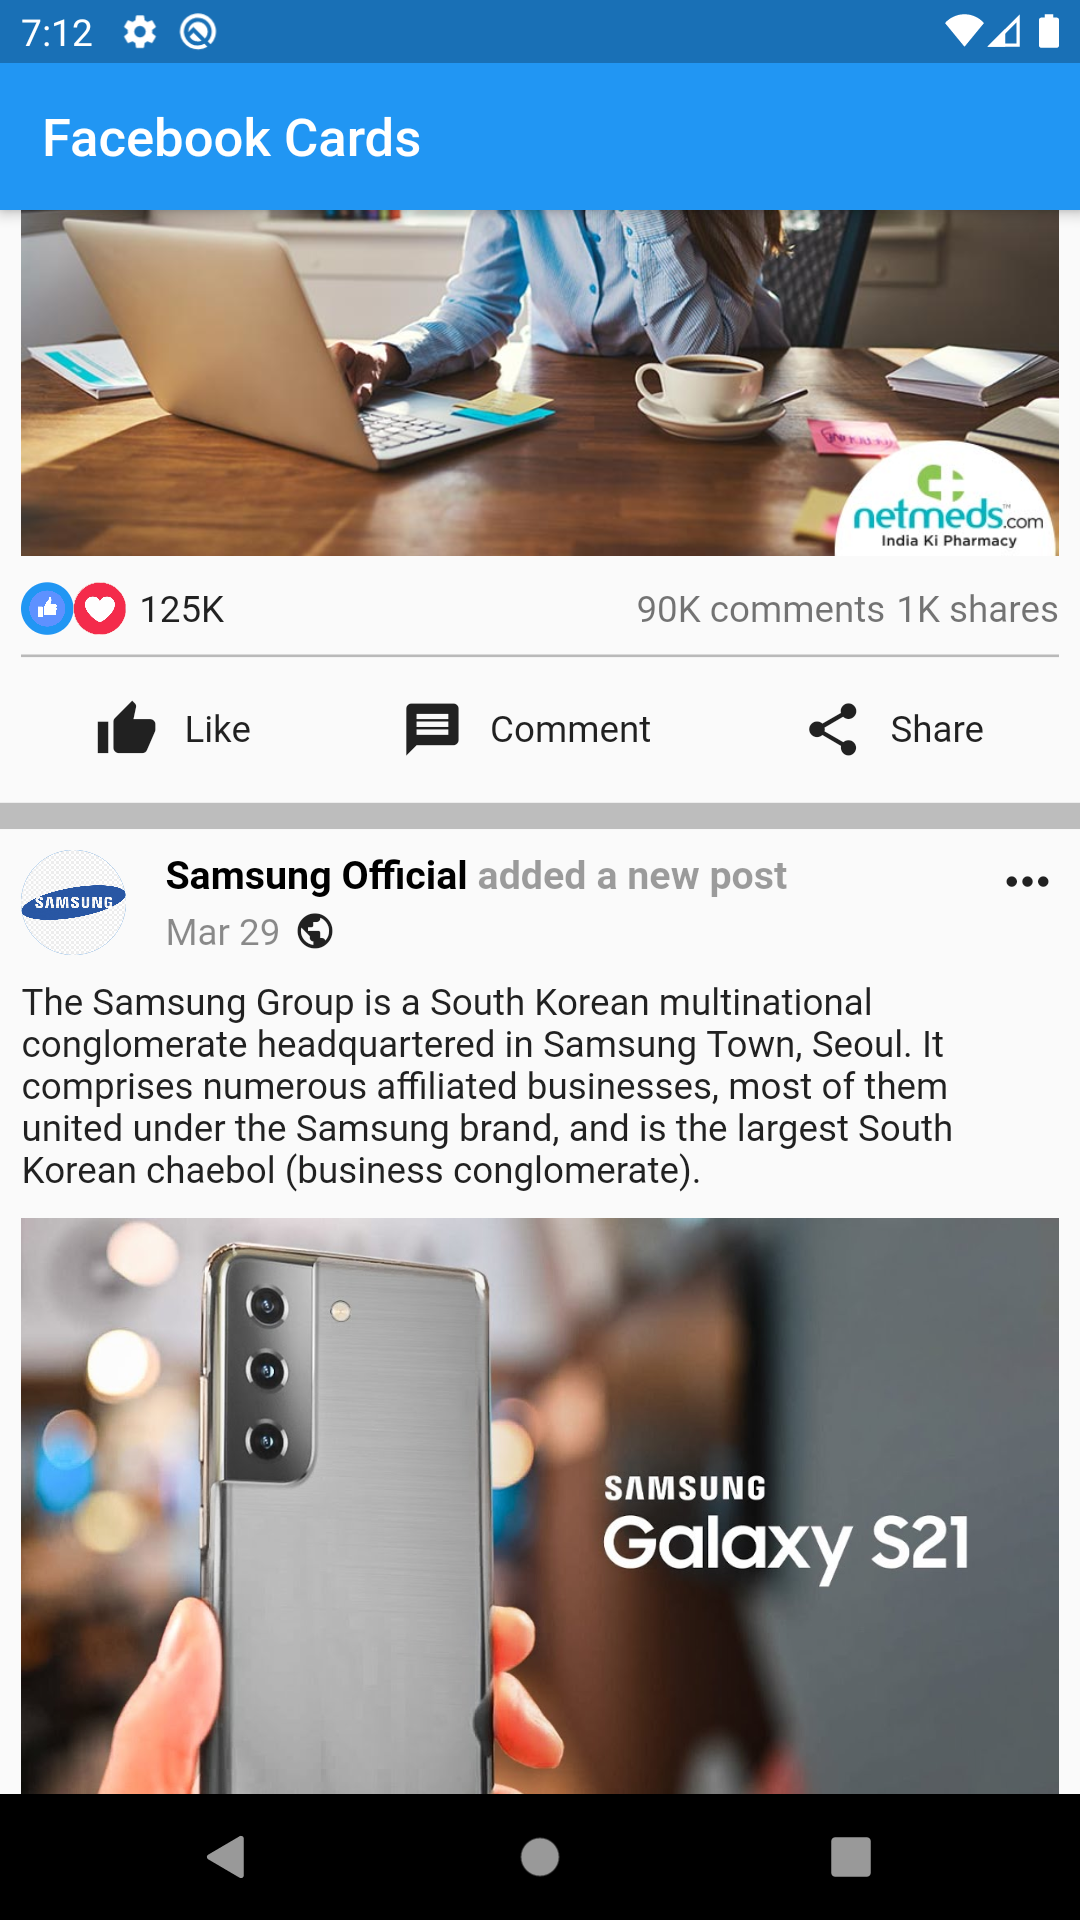 7:12
Facebook Cards
netmeds.com
India Ki Pharmacy
125K
90K comments 1K shares
Like
Comment
Share
SAMSUNG
Samsung Official added a new post
Mar 29
The Samsung Group is a South Korean multinational
conglomerate headquartered in Samsung Town, Seoul. It
comprises numerous affiliated businesses, most of them
united under the Samsung brand, and is the largest South
Korean chaebol (business conglomerate).
SAMSUNG
Galaxy S21